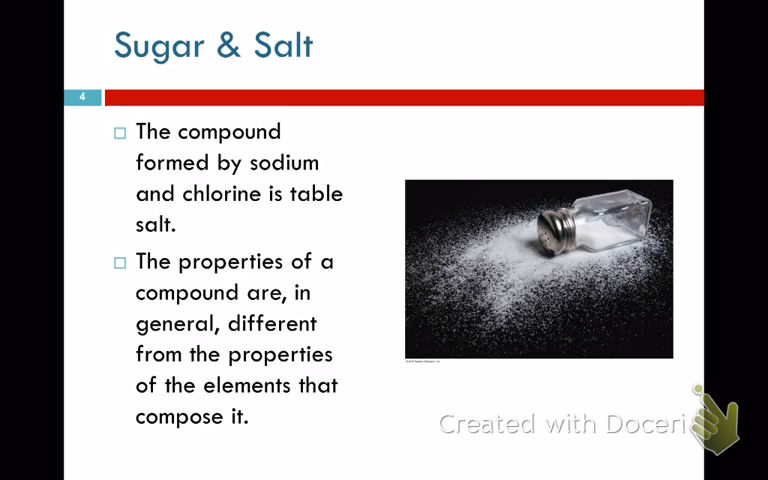 Sugar & Salt
4
The compound
formed by sodium
and chlorine is table
salt.
The properties of a
compound are, in
general, different
from the properties
of the elements that
compose it.
Created with Doceri